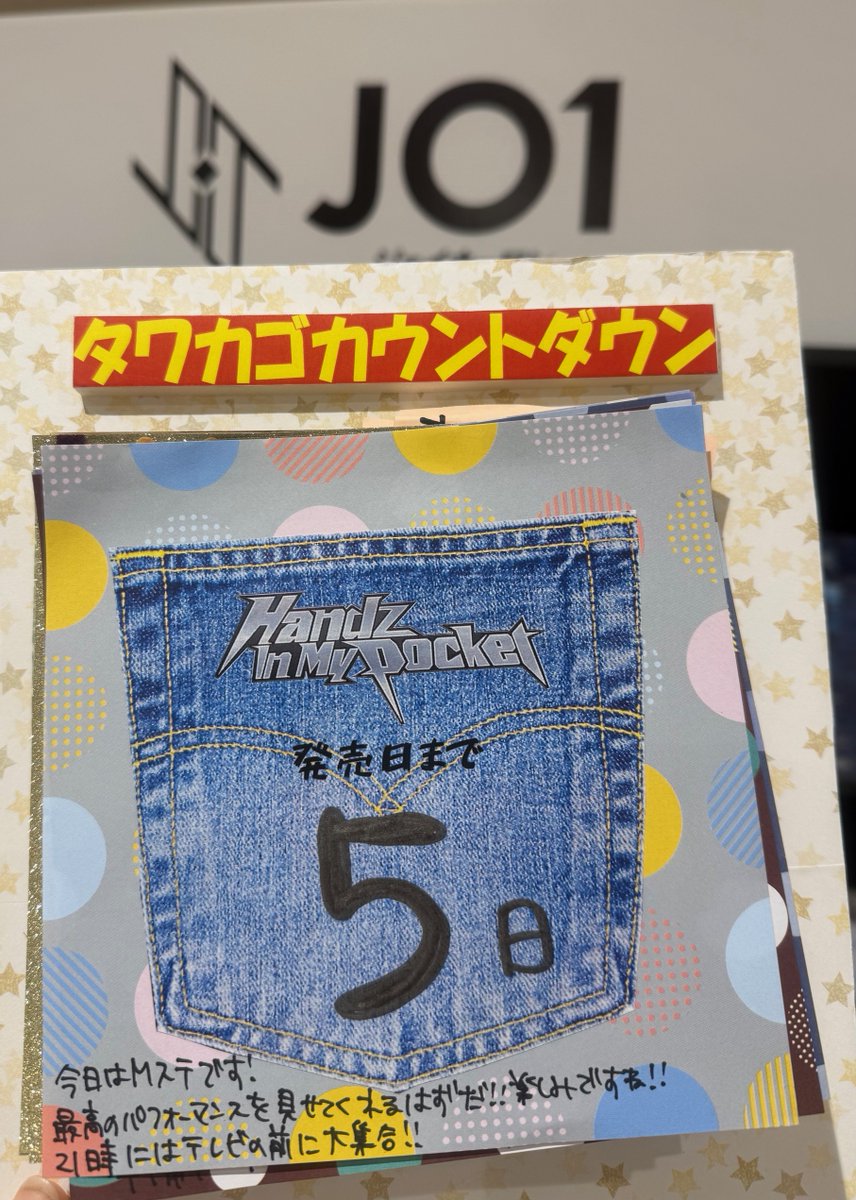 JO1
タワカゴカウントダウン
Handz
In My Pocket
発売日まで
5日
今日はMステです!
最高のパフォーマンスを見せてくれるはずだ!!楽しみですね!!
21時にはテレビの前に大集合!!